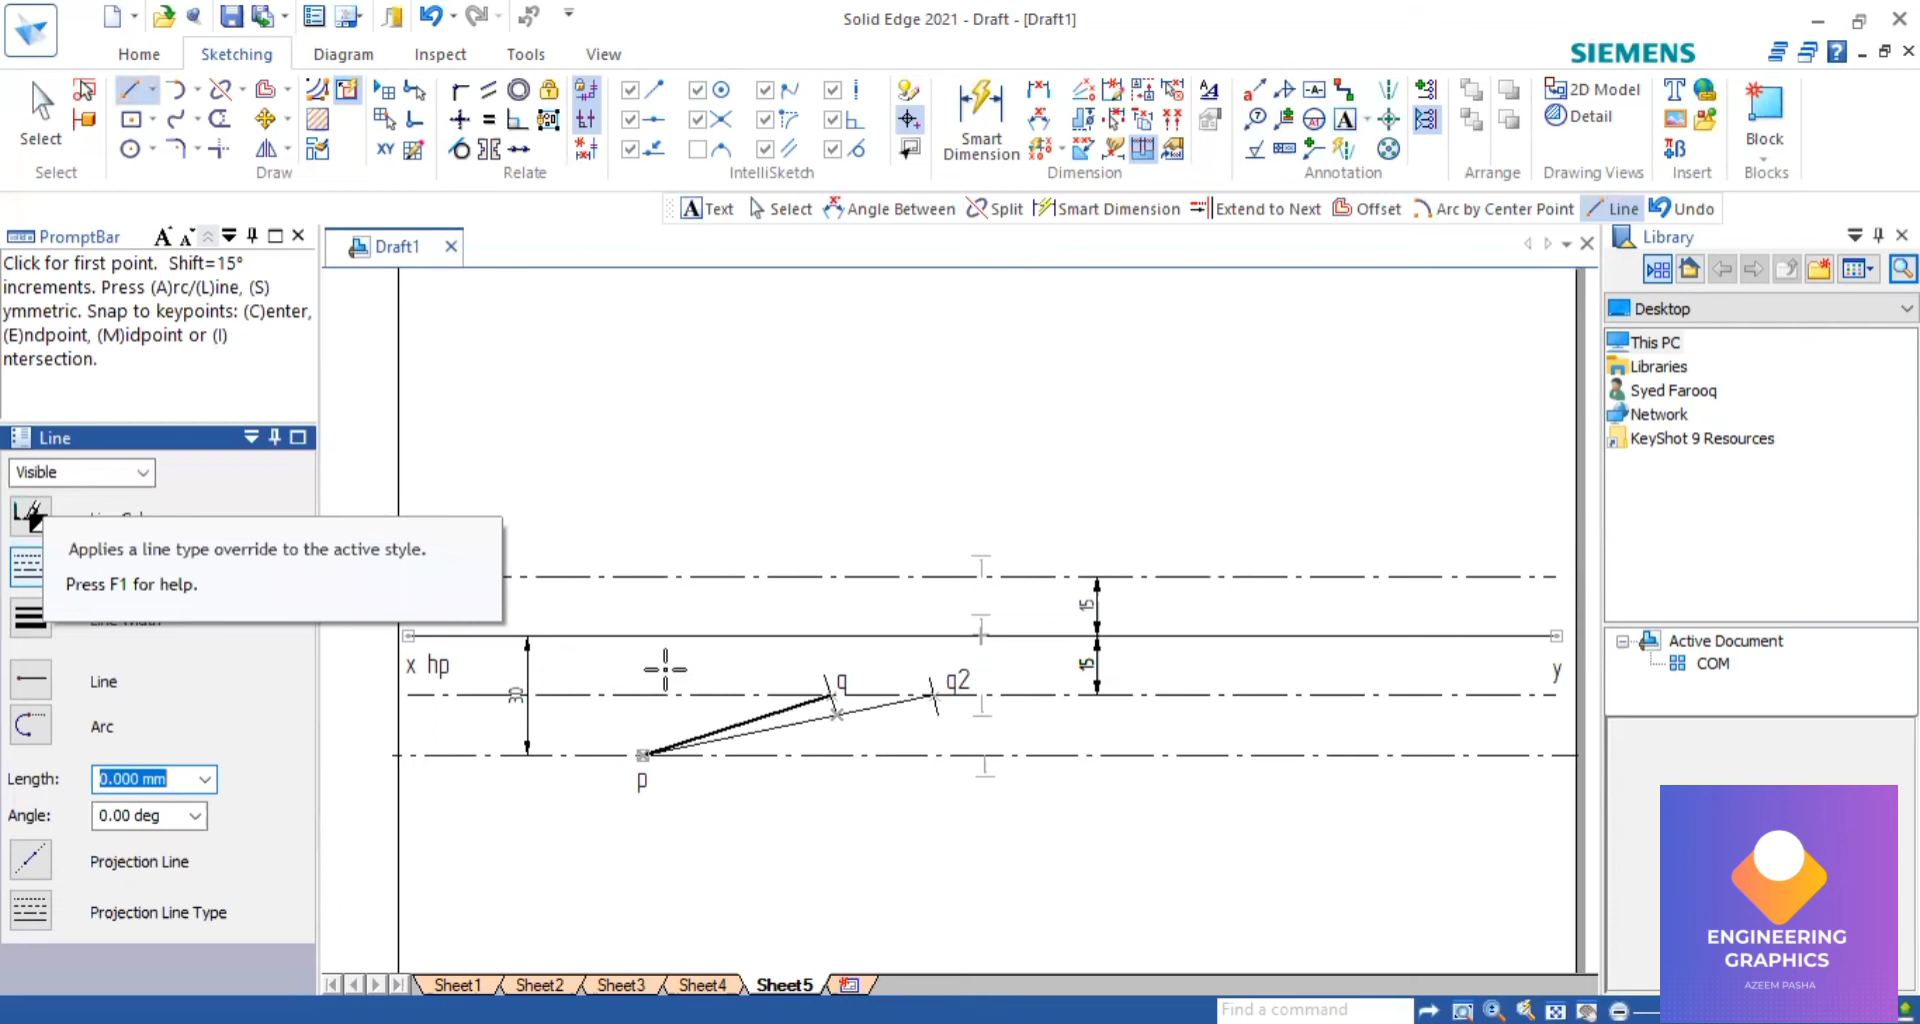 Solid Edge 2021 - Draft - [Draft1]
Home
Sketching
Diagram
Inspect
Tools
View
SIEMENS
Select
Smart
Dimension
2D Model
Detail
Block
XY
Select
Draw
Relate
IntelliSketch
Dimension
Annotation
Arrange
Drawing Views
Insert
Blocks
Text
Select
Angle Between
Split
Smart Dimension
Extend to Next
Offset
Arc by Center Point
Line
Undo
PromptBar
Click for first point. Shift=15°
increments. Press (A)rc/(L)ine, (S)
ymmetric. Snap to keypoints: (C)enter,
(E)ndpoint, (M)idpoint or (I)
ntersection.
Line
Visible
Applies a line type override to the active style.
Press F1 for help.
Line
Arc
Length:
0.000 mm
Angle:
0.00 deg
Projection Line
Projection Line Type
Draft1
15
x hp
15
y
30
q
q2
p
Sheet1
Sheet2
Sheet3
Sheet4
Sheet5
Library
Desktop
This PC
Libraries
Syed Farooq
Network
KeyShot 9 Resources
Active Document
COM
ENGINEERING
GRAPHICS
AZEEM PASHA
Find a command